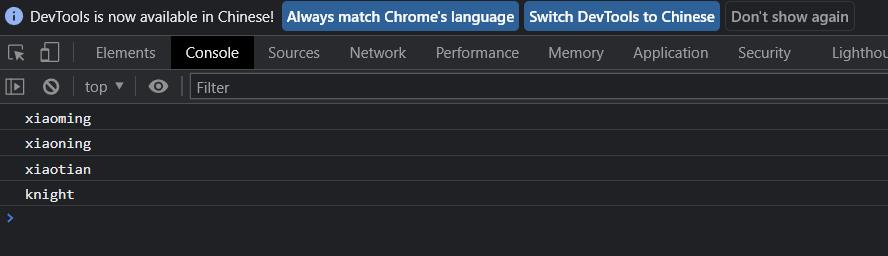 DevTools is now available in Chinese! Always match Chrome's language Switch DevTools to Chinese Don't show again
Elements Console Sources Network Performance Memory Application Security Lighthou
top Filter
xiaoming
xiaoning
xiaotian
knight
>